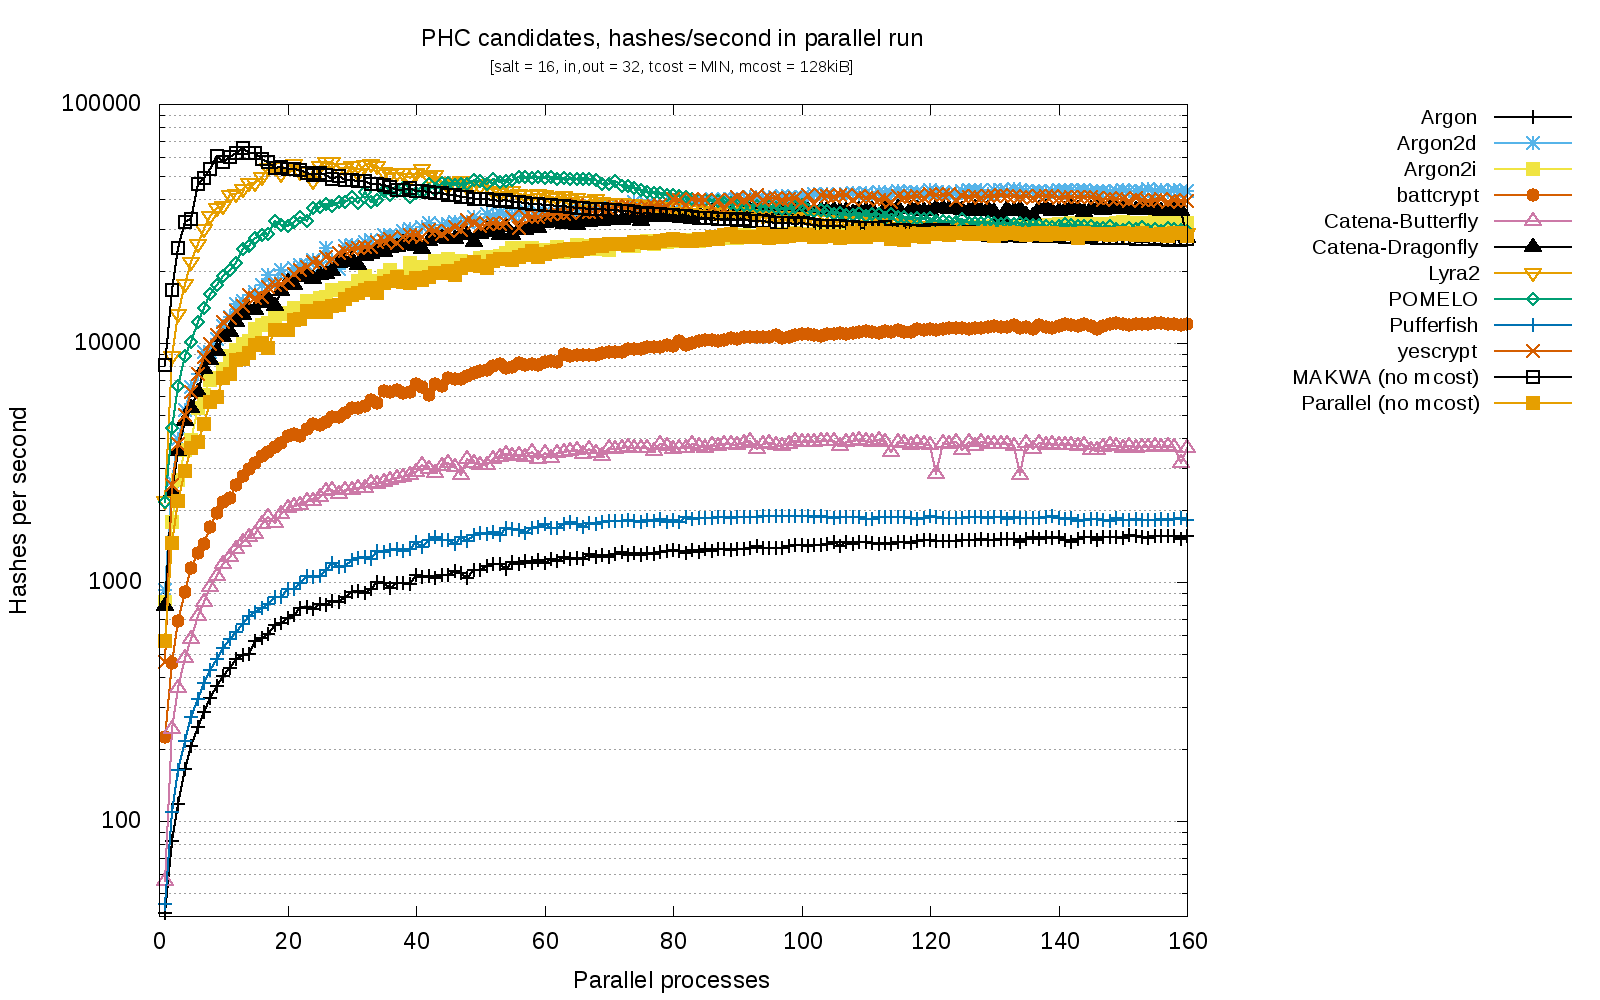 PHC candidates, hashes/second in parallel run
[salt = 16, in,out = 32, tcost = MIN, mcost = 128kiB]
Hashes per second
100000
10000
1000
100
0 20 40 60 80 100 120 140 160
Parallel processes
Argon
Argon2d
Argon2i
battcrypt
Catena-Butterfly
Catena-Dragonfly
Lyra2
POMELO
Pufferfish
yescrypt
MAKWA (no mcost)
Parallel (no mcost)